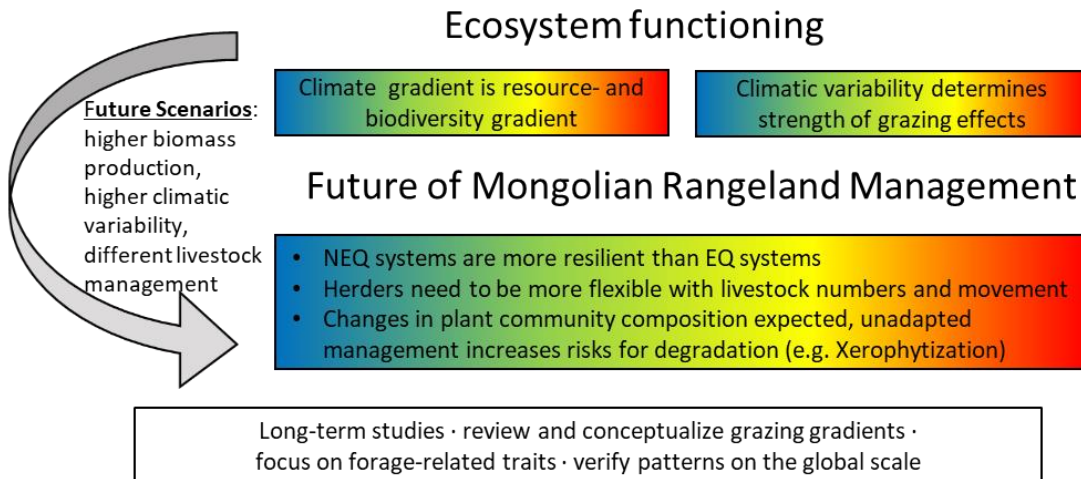 Ecosystem functioning
Climate gradient is resource- and
biodiversity gradient
Climatic variability determines
strength of grazing effects
Future Scenarios:
higher biomass
production,
higher climatic
variability,
different livestock
management
Future of Mongolian Rangeland Management
• NEQ systems are more resilient than EQ systems
• Herders need to be more flexible with livestock numbers and movement
• Changes in plant community composition expected, unadapted
management increases risks for degradation (e.g. Xerophytization)
Long-term studies · review and conceptualize grazing gradients ·
focus on forage-related traits · verify patterns on the global scale